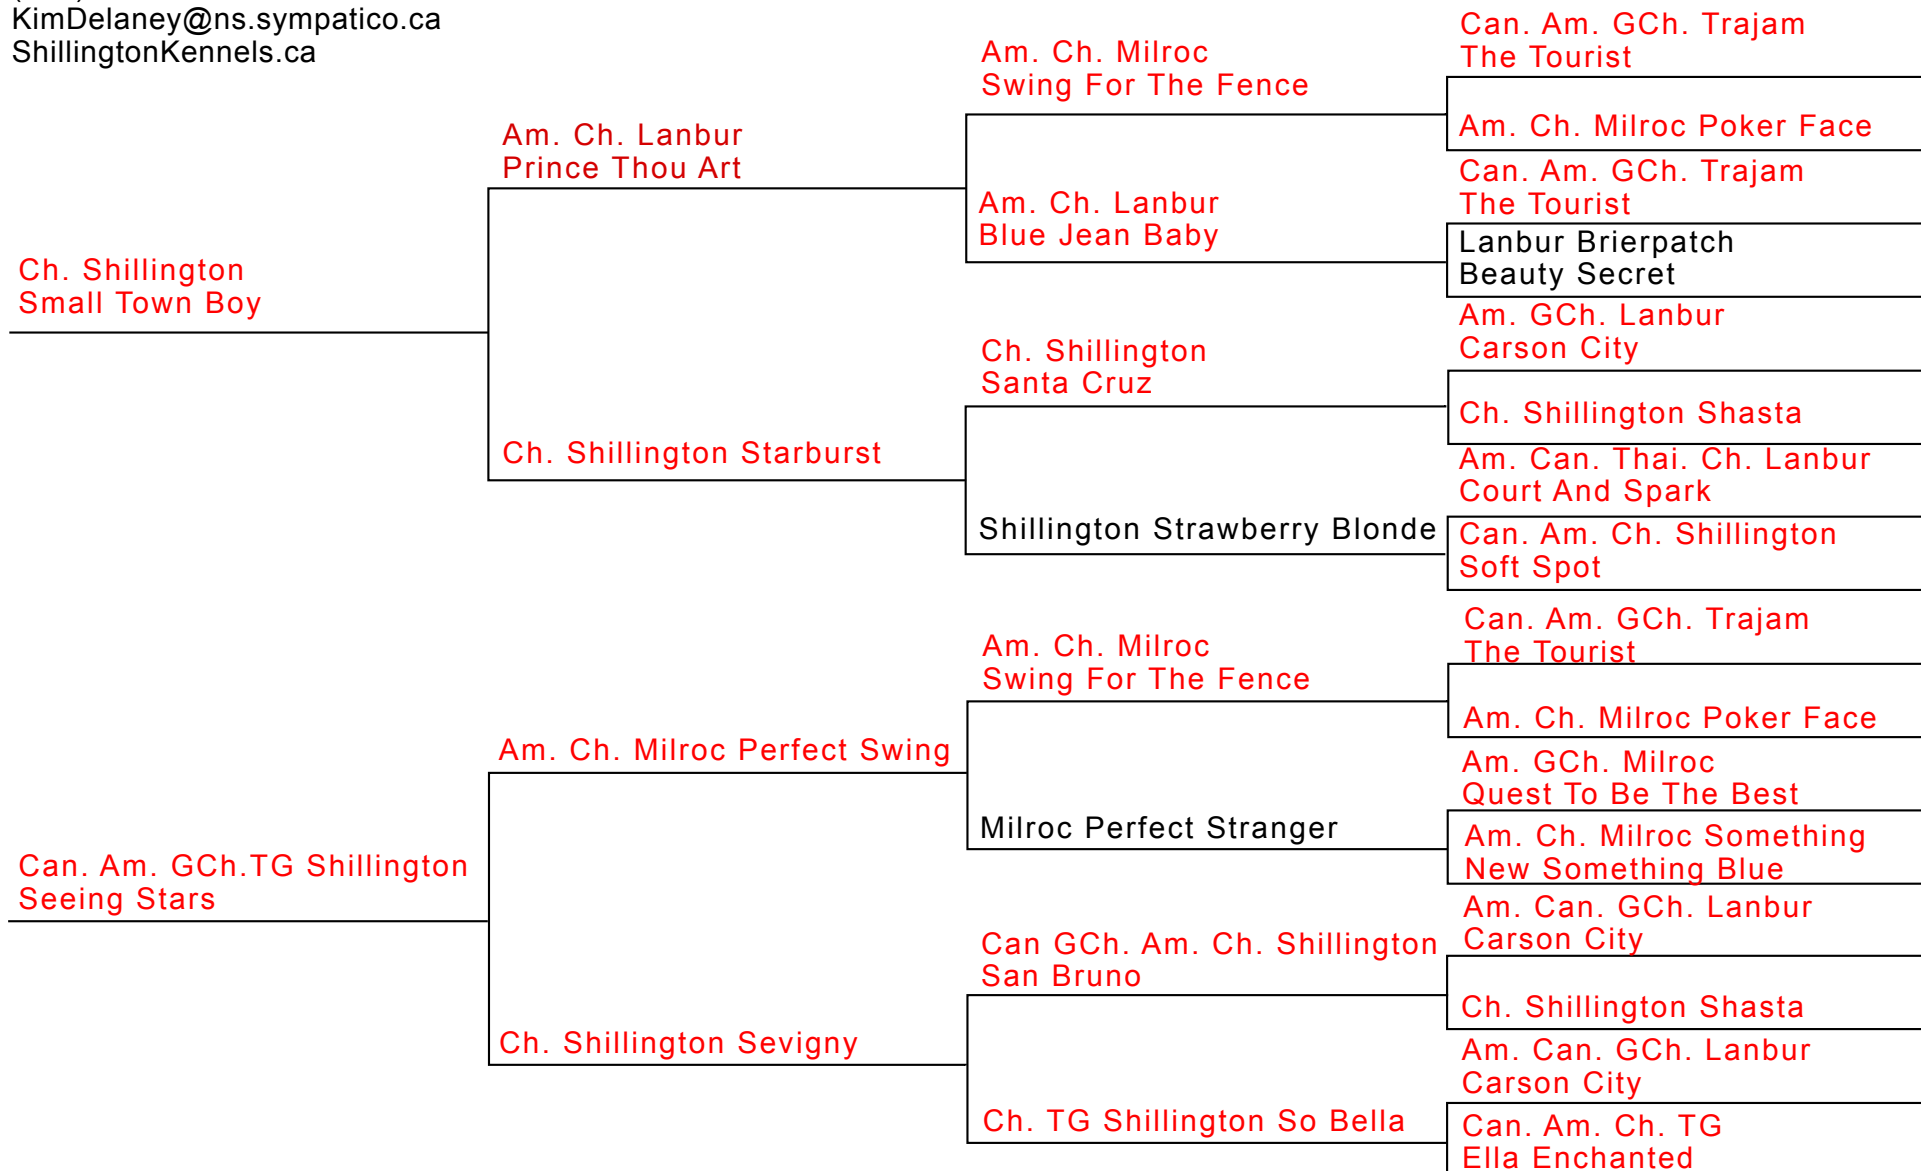 KimDelaney@ns.sympatico.ca
ShillingtonKennels.ca
Ch. Shillington
Small Town Boy
Can. Am. GCh.TG Shillington
Seeing Stars
Am. Ch. Lanbur
Prince Thou Art
Ch. Shillington Starburst
Am. Ch. Milroc Perfect Swing
Ch. Shillington Sevigny
Am. Ch. Milroc
Swing For The Fence
Am. Ch. Lanbur
Blue Jean Baby
Ch. Shillington
Santa Cruz
Shillington Strawberry Blonde
Am. Ch. Milroc
Swing For The Fence
Milroc Perfect Stranger
Can GCh. Am. Ch. Shillington
San Bruno
Ch. TG Shillington So Bella
Can. Am. GCh. Trajam
The Tourist
Am. Ch. Milroc Poker Face
Can. Am. GCh. Trajam
The Tourist
Lanbur Brierpatch
Beauty Secret
Am. GCh. Lanbur
Carson City
Ch. Shillington Shasta
Am. Can. Thai. Ch. Lanbur
Court And Spark
Can. Am. Ch. Shillington
Soft Spot
Can. Am. GCh. Trajam
The Tourist
Am. Ch. Milroc Poker Face
Am. GCh. Milroc
Quest To Be The Best
Am. Ch. Milroc Something
New Something Blue
Am. Can. GCh. Lanbur
Carson City
Ch. Shillington Shasta
Am. Can. GCh. Lanbur
Carson City
Can. Am. Ch. TG
Ella Enchanted